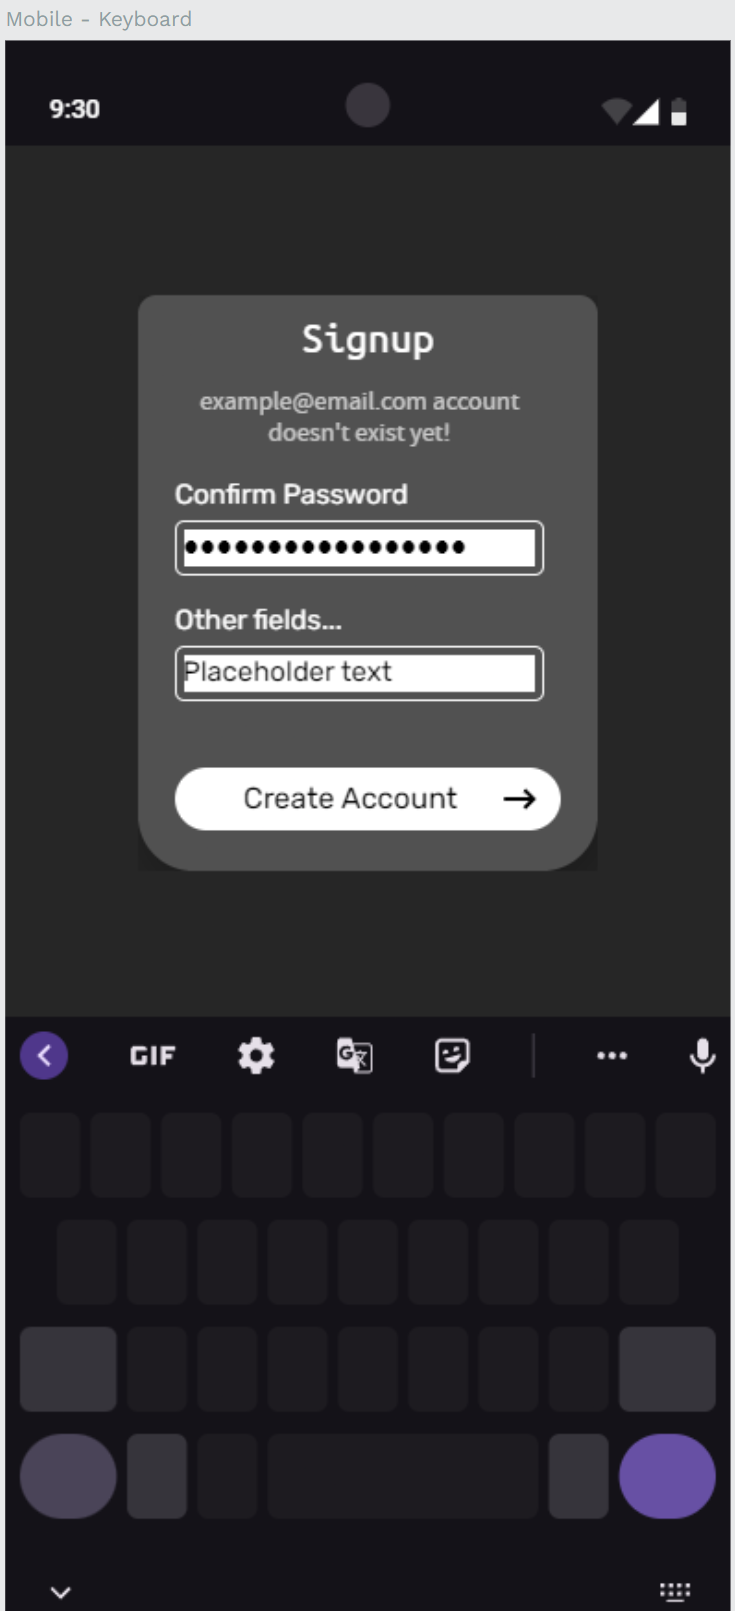 Mobile - Keyboard
9:30
Signup
example@email.com account
doesn't exist yet!
Confirm Password
••••••••••••••••• 
Other fields...
Placeholder text
Create Account →
GIF